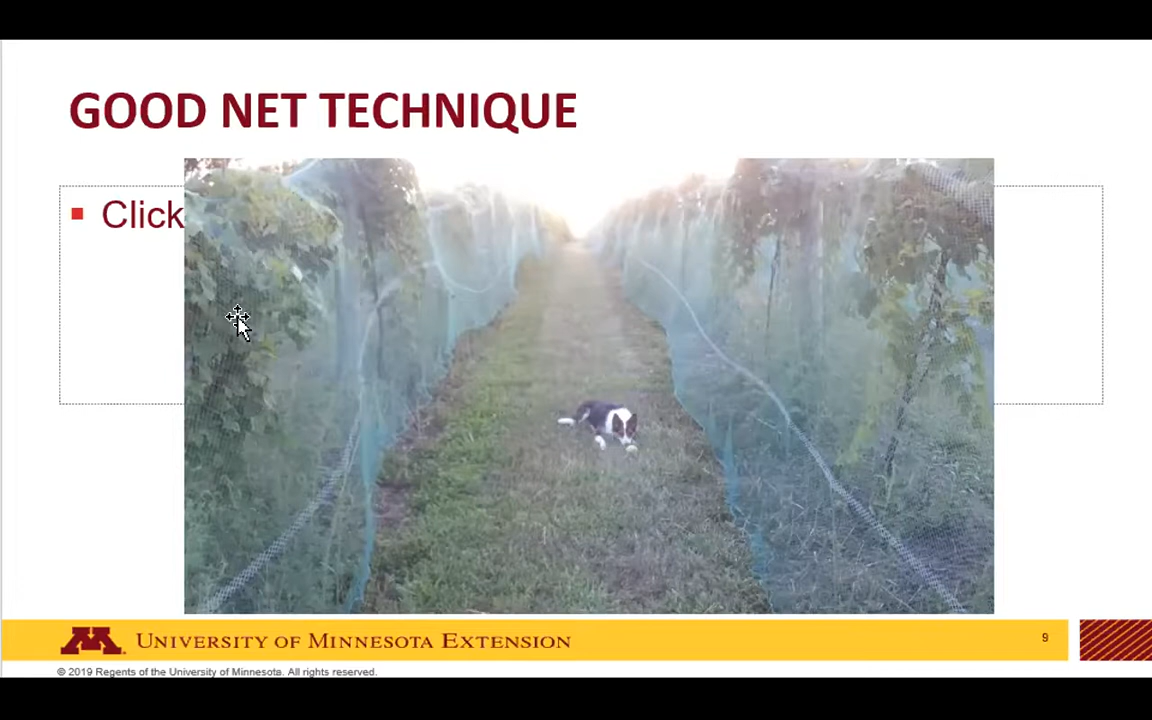 GOOD NET TECHNIQUE
Click
M
UNIVERSITY OF MINNESOTA EXTENSION
9
© 2019 Regents of the University of Minnesota. All rights reserved.